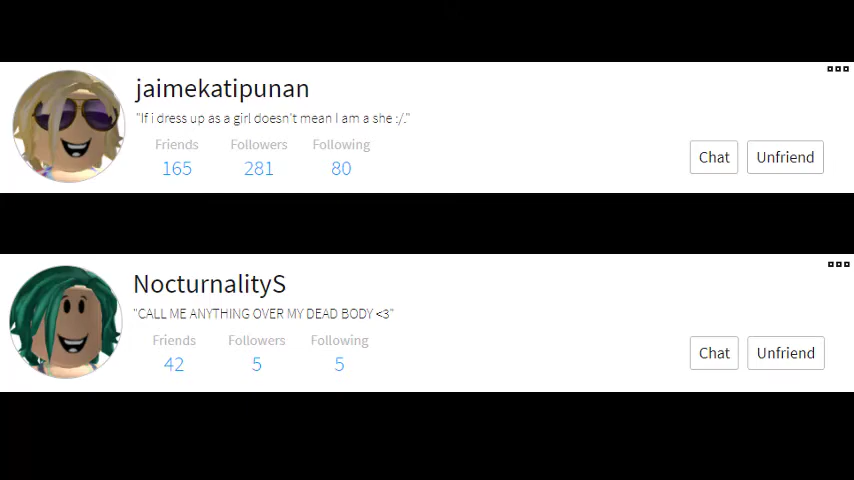 jaimekatipunan
"If i dress up as a girl doesn't mean I am a she :/."
Friends Followers Following
165 281 80
Chat Unfriend
NocturnalityS
"CALL ME ANYTHING OVER MY DEAD BODY <3"
Friends Followers Following
42 5 5
Chat Unfriend